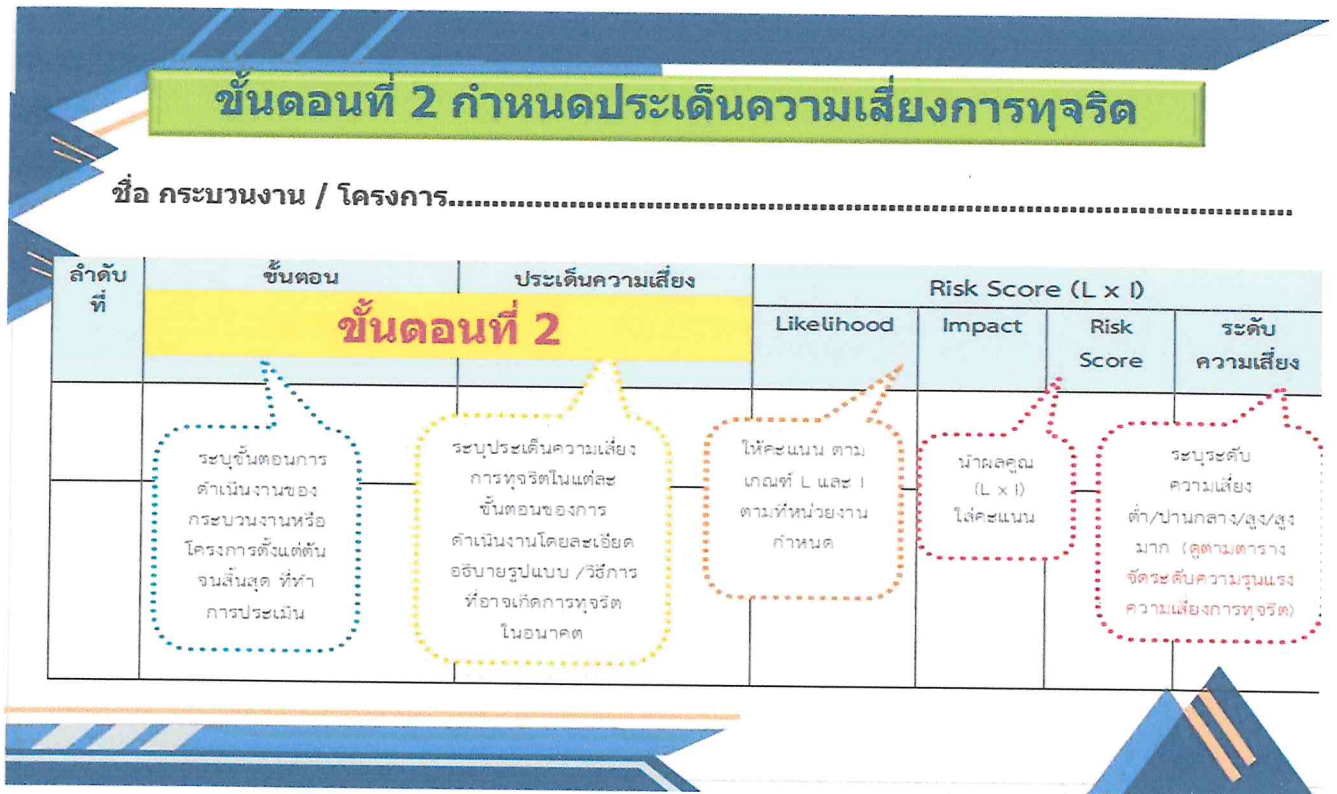 ขั้นตอนที่ 2 กำหนดประเด็นความเสี่ยงการทุจริต
ชื่อ กระบวนงาน / โครงการ....................................................................................................
ลำดับ
ที่
ขั้นตอน
ประเด็นความเสี่ยง
ขั้นตอนที่ 2
Risk Score (L x I)
Likelihood
Impact
Risk
Score
ระดับ
ความเสี่ยง
ระบุขั้นตอนการ
ดำเนินงานของ
กระบวนงานหรือ
โครงการตั้งแต่ต้น
จนสิ้นสุด ที่ทำ
การประเมิน
ระบุประเด็นความเสี่ยง
การทุจริตในแต่ละ
ขั้นตอนของการ
ดำเนินงานโดยละเอียด
อธิบายรูปแบบ /วิธีการ
ที่อาจเกิดการทุจริต
ในอนาคต
ให้คะแนน ตาม
เกณฑ์ L และ I
ตามที่หน่วยงาน
กำหนด
นำผลคูณ
(L x I)
ใส่คะแนน
ระบุระดับ
ความเสี่ยง
ต่ำ/ปานกลาง/สูง/สูง
มาก (ดูตามตาราง
จัดระดับความรุนแรง
ความเสี่ยงการทุจริต)